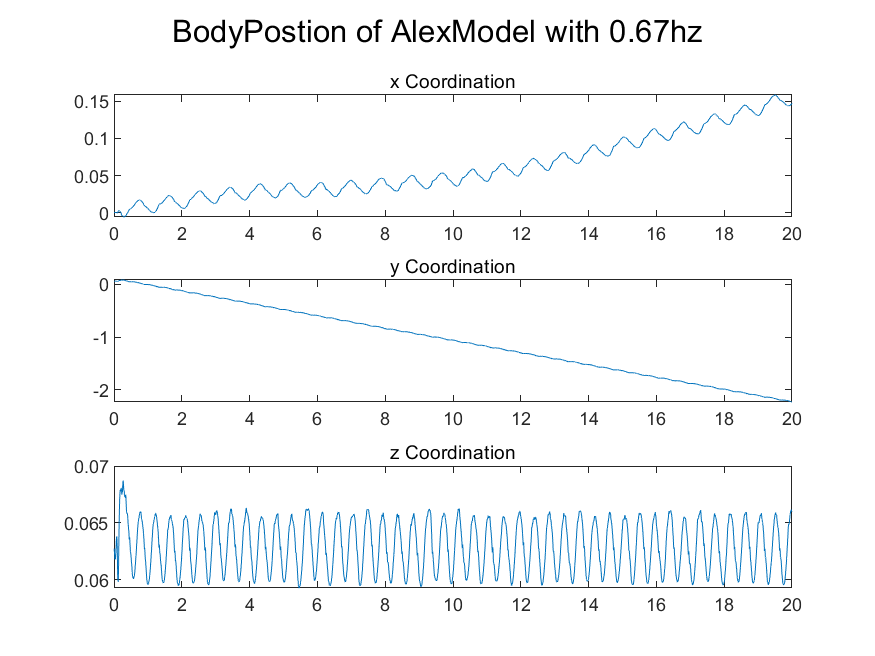 BodyPostion of AlexModel with 0.67hz
x Coordination
0.15
0.1
0.05
0
0 2 4 6 8 10 12 14 16 18 20
y Coordination
0
-1
-2
0 2 4 6 8 10 12 14 16 18 20
z Coordination
0.07
0.065
0.06
0 2 4 6 8 10 12 14 16 18 20